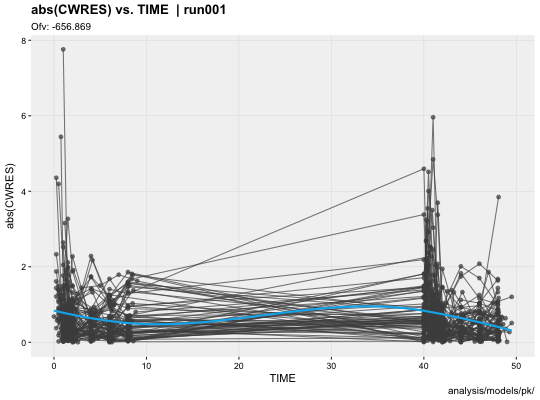 abs(CWRES) vs. TIME | run001
Ofv: -656.869
8
6
4
2
0
abs(CWRES)
0 10 20 30 40 50
TIME
analysis/models/pk/